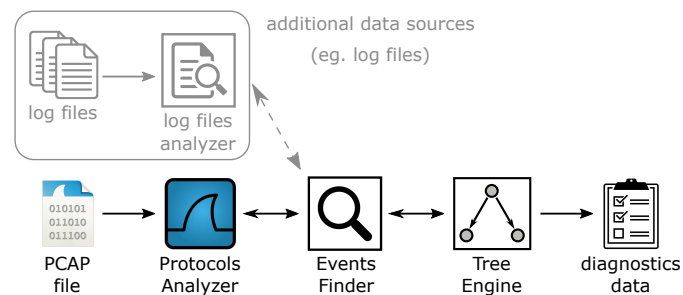 additional data sources
(eg. log files)
log files
log files
analyzer
010101
011010
011100
PCAP
file
Protocols
Analyzer
Events
Finder
Tree
Engine
diagnostics
data